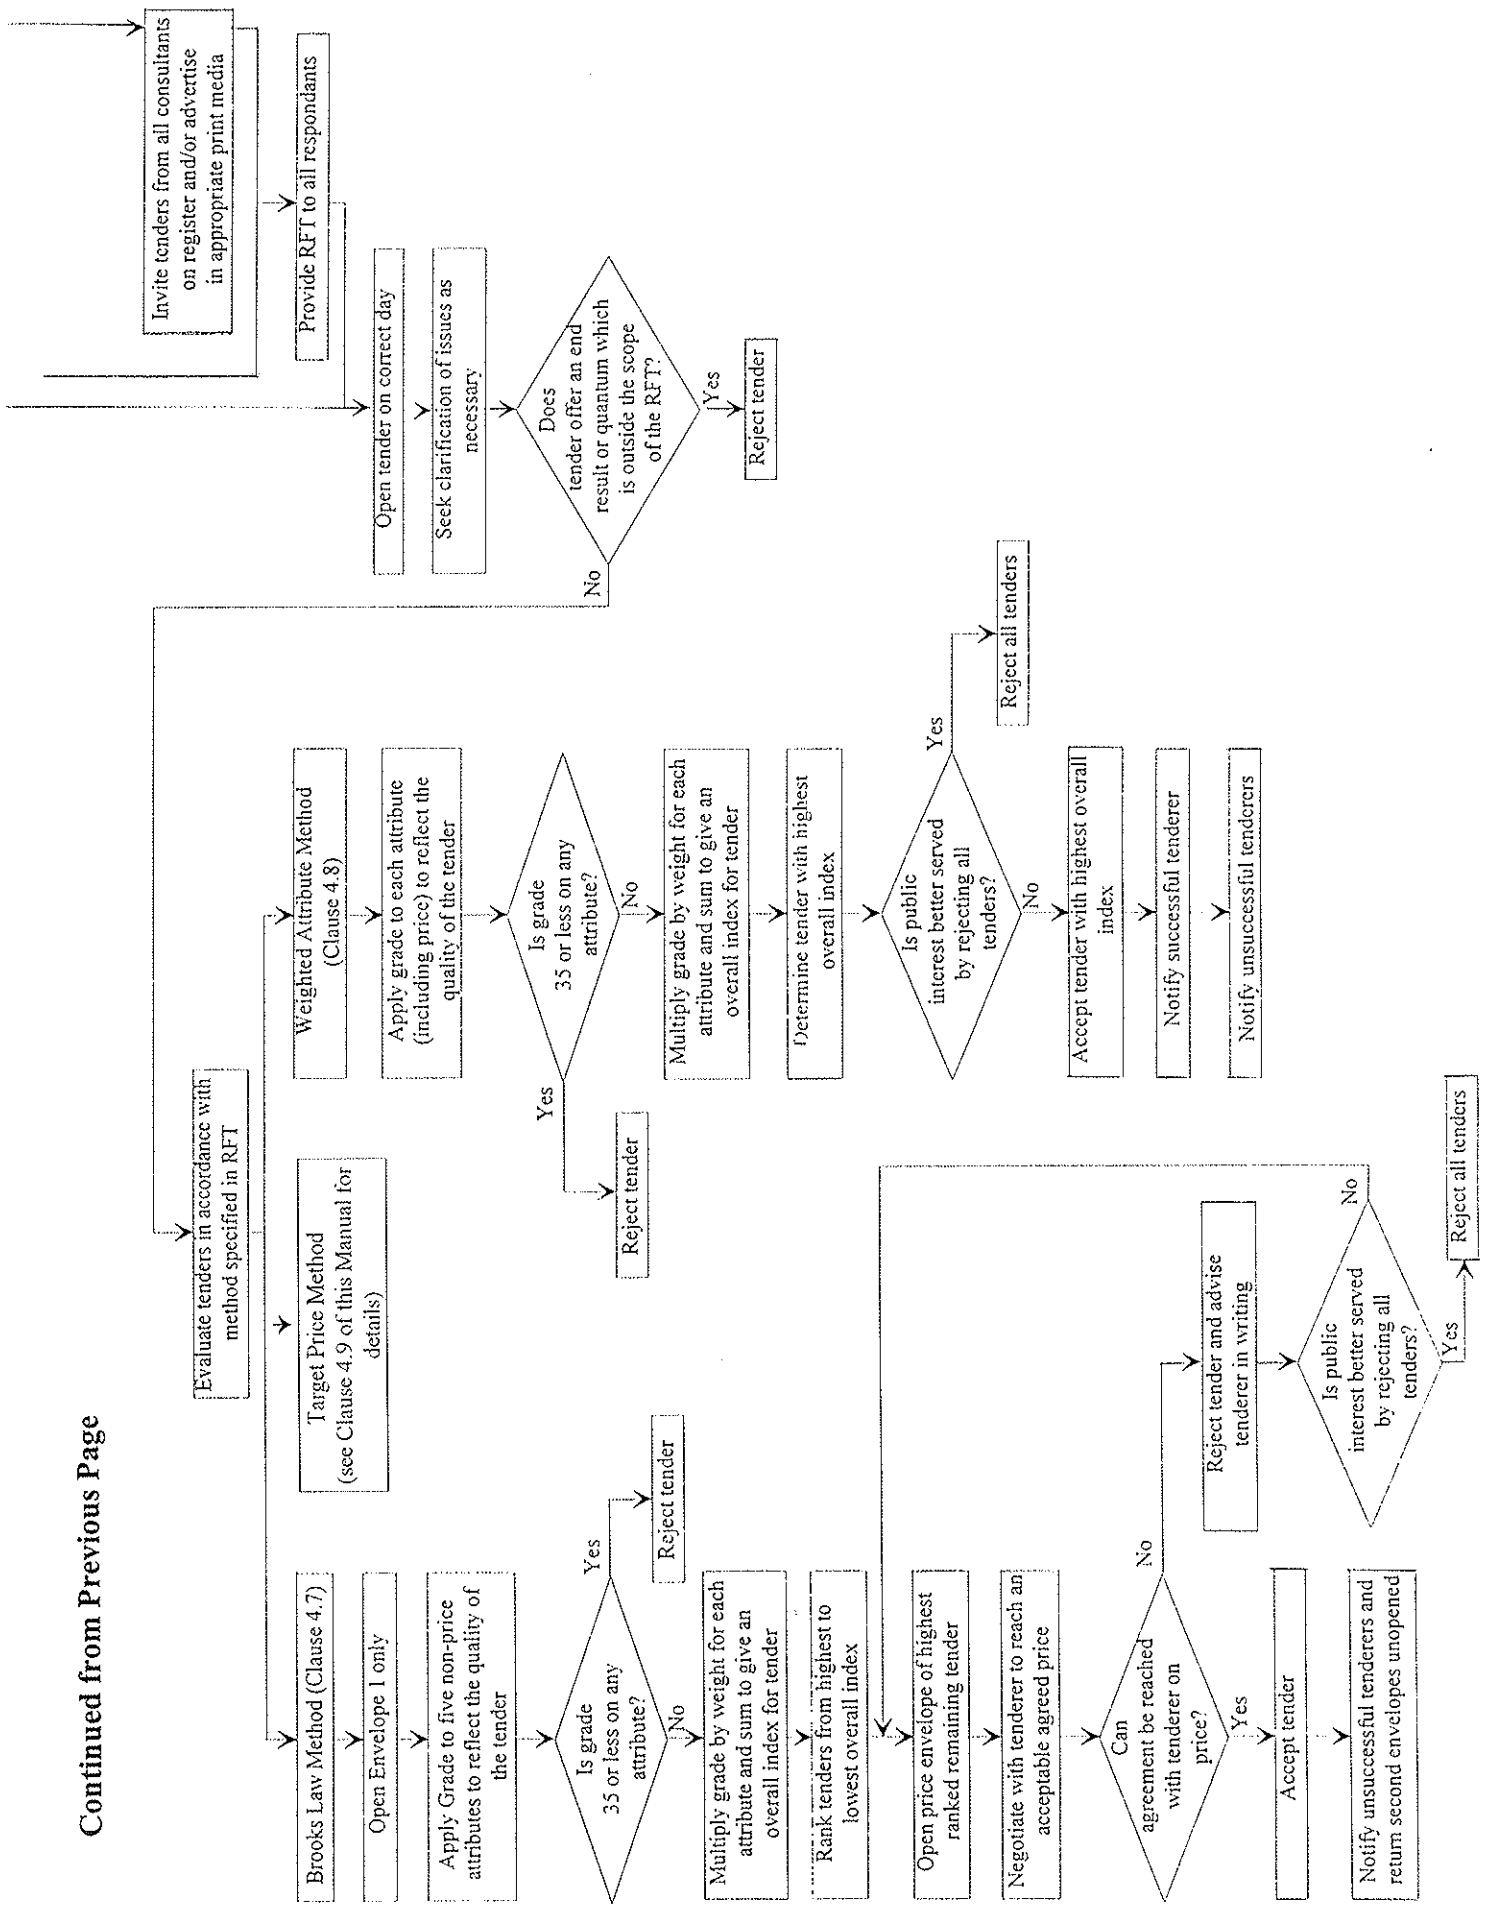 Continued from Previous Page
Invite tenders from all consultants
on register and/or advertise
in appropriate print media
Provide RFT to all respondants
Open tender on correct day
Seek clarification of issues as
necessary
Does
tender offer an end
result or quantum which
is outside the scope
of the RFT?
Yes
Reject tender
No
Evaluate tenders in accordance with
method specified in RFT
Brooks Law Method (Clause 4.7)
Open Envelope 1 only
Apply Grade to five non-price
attributes to reflect the quality of
the tender
Is grade
35 or less on any
attribute?
Yes
Reject tender
No
Multiply grade by weight for each
attribute and sum to give an
overall index for tender
Rank tenders from highest to
lowest overall index
Open price envelope of highest
ranked remaining tender
Negotiate with tenderer to reach an
acceptable agreed price
Can
agreement be reached
with tenderer on
price?
No
Yes
Accept tender
Notify unsuccessful tenderers and
return second envelopes unopened
Reject tender and advise
tenderer in writing
Is public
interest better served
by rejecting all
tenders?
No
Yes
Reject all tenders
Target Price Method
(see Clause 4.9 of this Manual for
details)
Weighted Attribute Method
(Clause 4.8)
Apply grade to each attribute
(including price) to reflect the
quality of the tender
Is grade
35 or less on any
attribute?
Yes
Reject tender
No
Multiply grade by weight for each
attribute and sum to give an
overall index for tender
Determine tender with highest
overall index
Is public
interest better served
by rejecting all
tenders?
Yes
Reject all tenders
No
Accept tender with highest overall
index
Notify successful tenderer
Notify unsuccessful tenderers